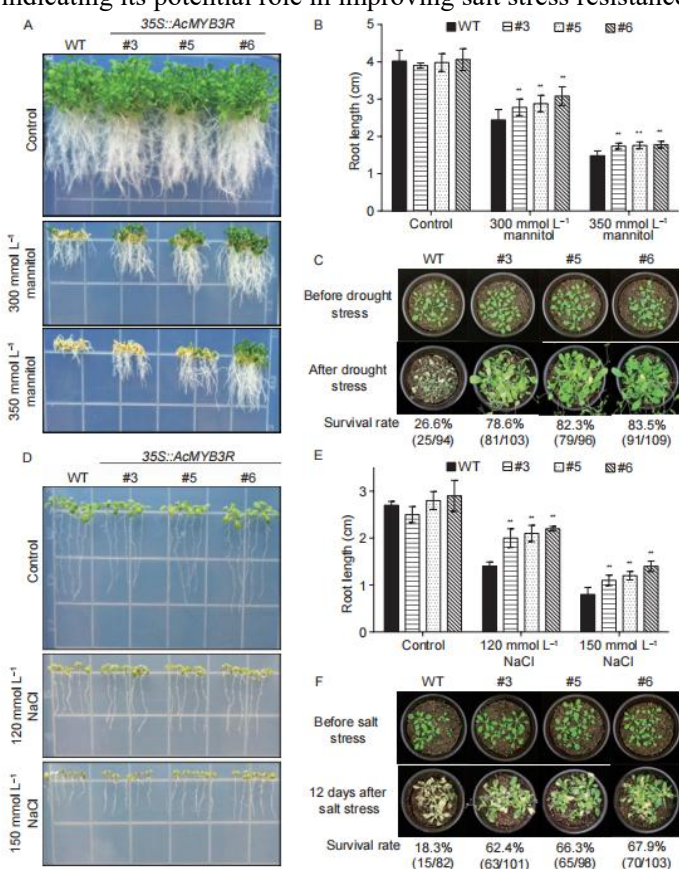 indicating its potential role in improving salt stress resistance
A
35S::AcMYB3R
WT #3 #5 #6
Control
300 mmol L⁻¹
mannitol
350 mmol L⁻¹
mannitol
B
WT #3 #5 #6
Root length (cm)
5
4
3
2
1
0
** ** ** ** ** **
Control 300 mmol L⁻¹ 350 mmol L⁻¹
mannitol mannitol
C WT #3 #5 #6
Before drought
stress
After drought
stress
Survival rate 26.6% 78.6% 82.3% 83.5%
(25/94) (81/103) (79/96) (91/109)
D
35S::AcMYB3R
WT #3 #5 #6
Control
120 mmol L⁻¹
NaCl
150 mmol L⁻¹
NaCl
E
WT #3 #5 #6
Root length (cm)
3
2
1
0
** ** ** ** ** **
Control 120 mmol L⁻¹ 150 mmol L⁻¹
NaCl NaCl
F WT #3 #5 #6
Before salt
stress
12 days after
salt stress
Survival rate 18.3% 62.4% 66.3% 67.9%
(15/82) (63/101) (65/98) (70/103)